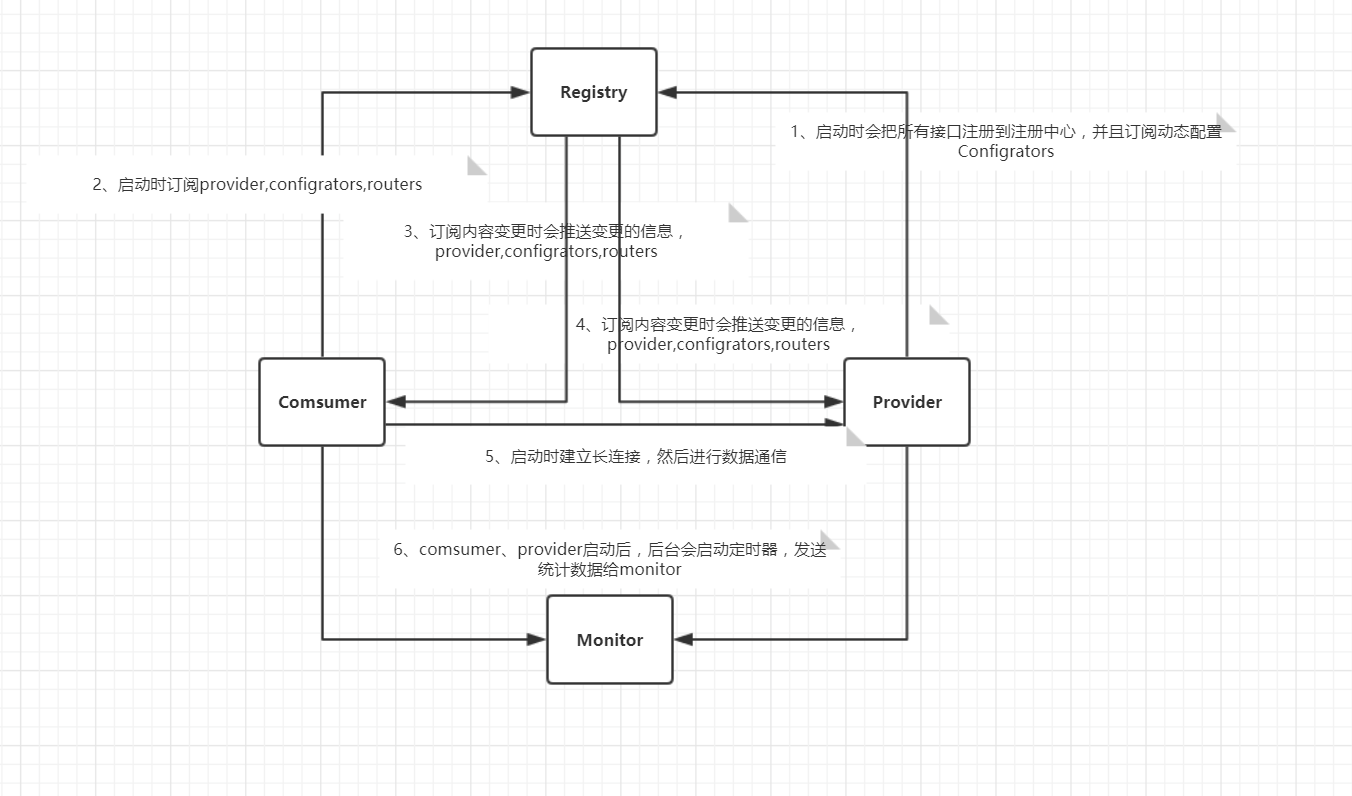 Registry
1、启动时会把所有接口注册到注册中心，并且订阅动态配置
Configrators
2、启动时订阅provider,configrators,routers
3、订阅内容变更时会推送变更的信息，
provider,configrators,routers
4、订阅内容变更时会推送变更的信息，
provider,configrators,routers
Comsumer
Provider
5、启动时建立长连接，然后进行数据通信
6、comsumer、provider启动后，后台会启动定时器，发送
统计数据给monitor
Monitor